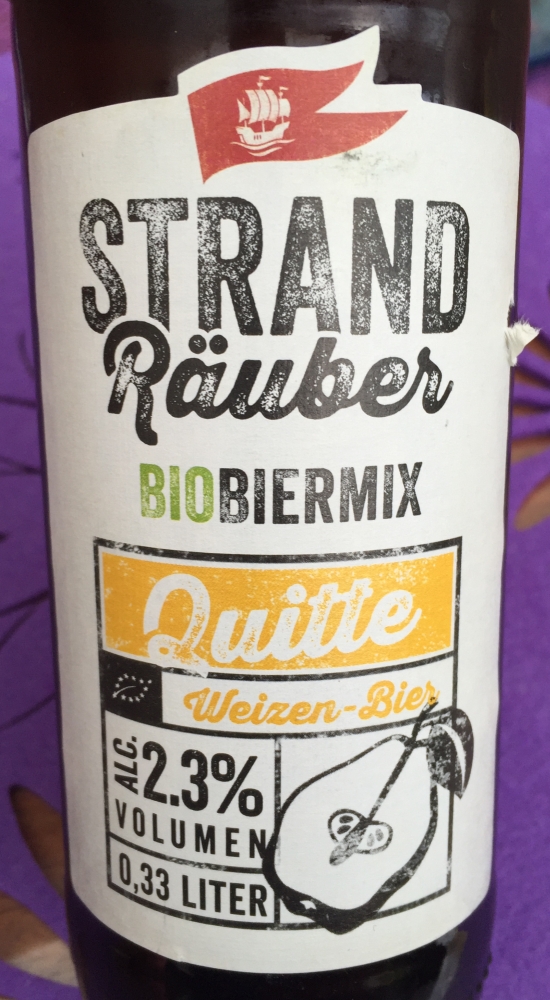 STRAND
Räuber
BIOBIERMIX
Quitte
Weizen-Bier
ALC. 2.3%
VOLUMEN
0,33 LITER